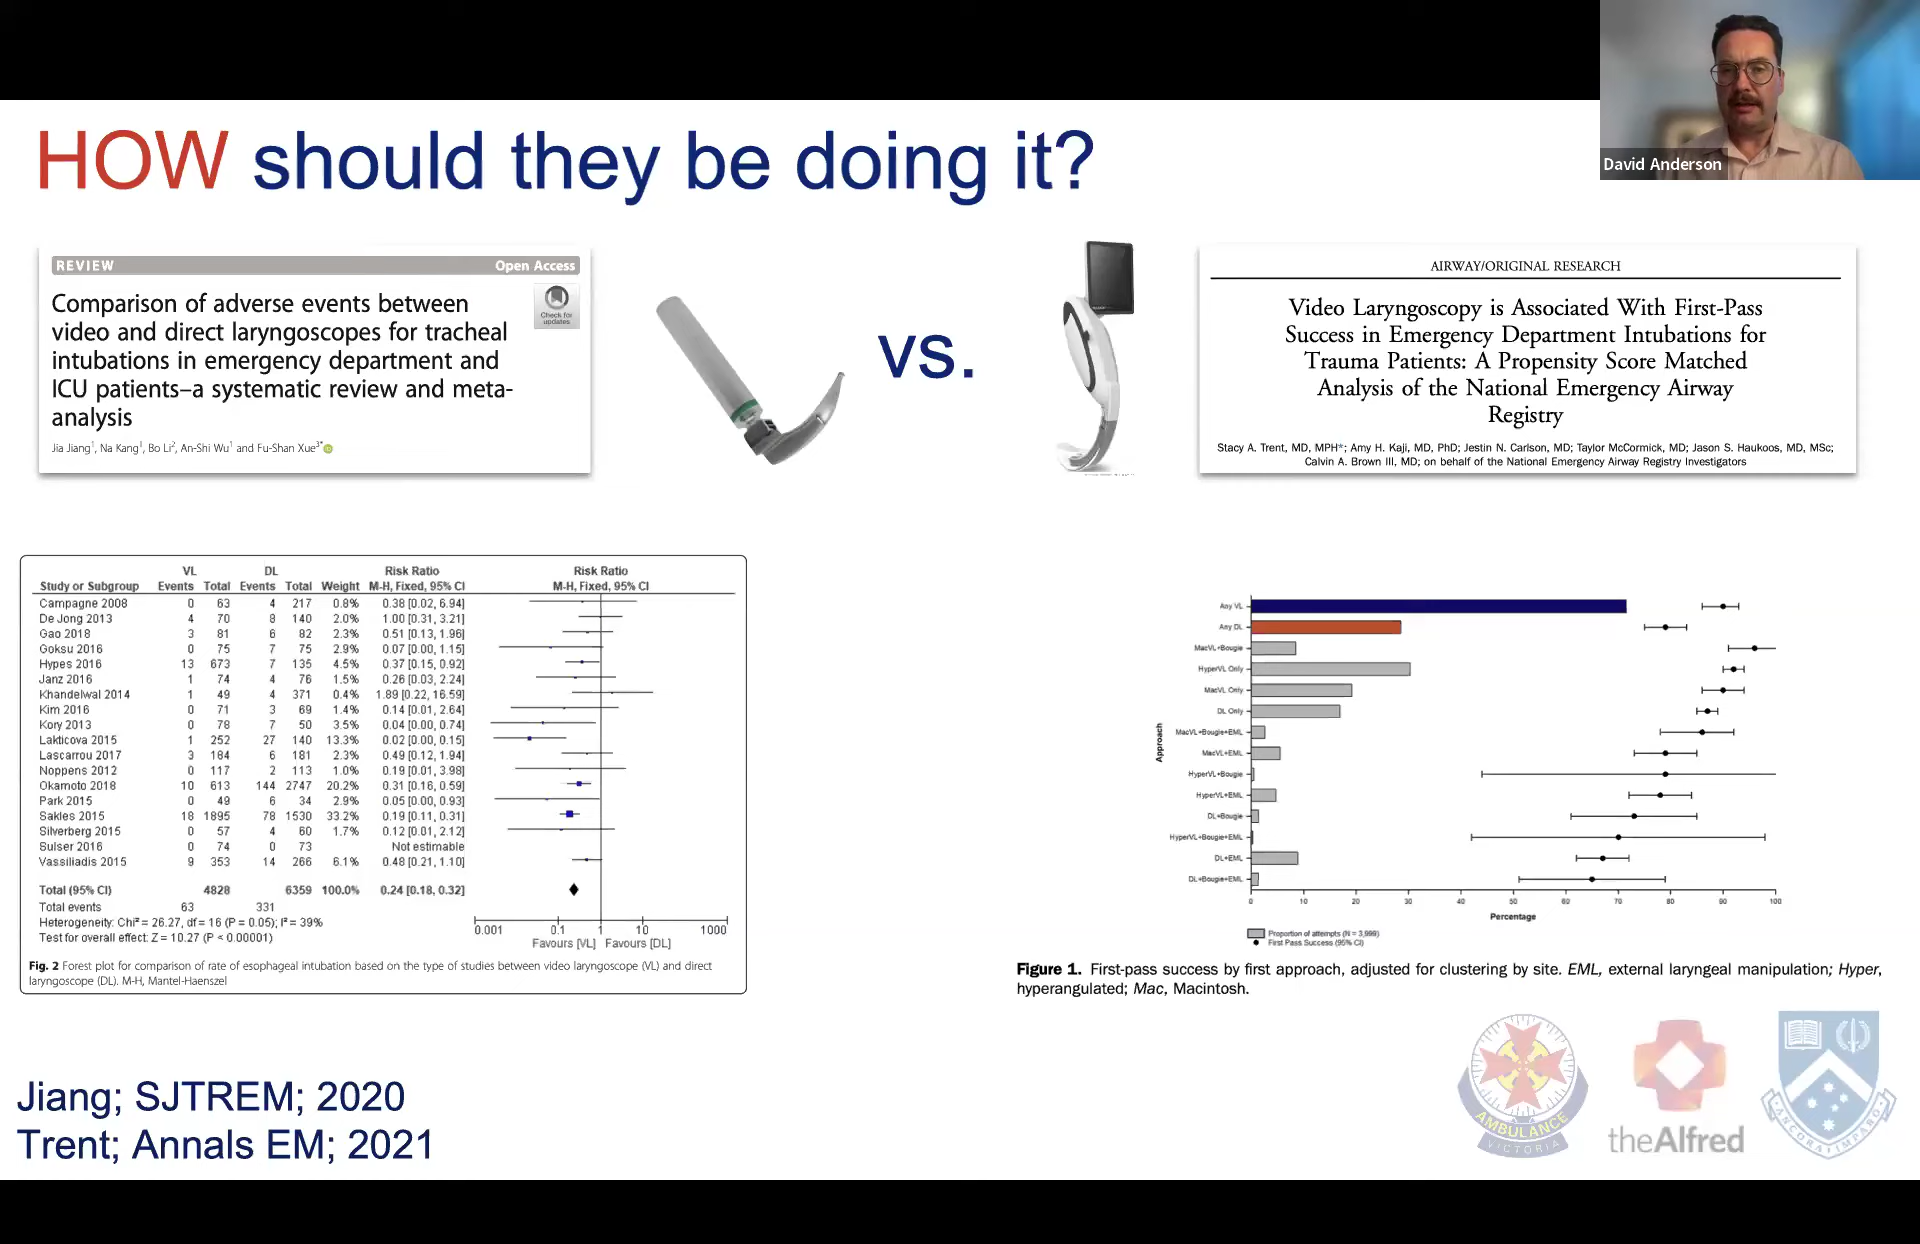 David Anderson
HOW should they be doing it?
REVIEW Open Access
Check for
updates
Comparison of adverse events between
video and direct laryngoscopes for tracheal
intubations in emergency department and
ICU patients–a systematic review and meta-
analysis
Jia Jiang1, Na Kang1, Bo Li2, An-Shi Wu1 and Fu-Shan Xue3*
vs.
AIRWAY/ORIGINAL RESEARCH
Video Laryngoscopy is Associated With First-Pass
Success in Emergency Department Intubations for
Trauma Patients: A Propensity Score Matched
Analysis of the National Emergency Airway
Registry
Stacy A. Trent, MD, MPH*; Amy H. Kaji, MD, PhD; Jestin N. Carlson, MD; Taylor McCormick, MD; Jason S. Haukoos, MD, MSc;
Calvin A. Brown III, MD; on behalf of the National Emergency Airway Registry Investigators
VL DL Risk Ratio Risk Ratio
Study or Subgroup Events Total Events Total Weight M-H, Fixed, 95% CI M-H, Fixed, 95% CI
Campagne 2008 0 63 4 217 0.8% 0.38 [0.02, 6.94]
De Jong 2013 4 70 8 140 2.0% 1.00 [0.31, 3.21]
Gao 2018 3 81 6 82 2.3% 0.51 [0.13, 1.96]
Goksu 2016 0 75 7 75 2.9% 0.07 [0.00, 1.15]
Hypes 2016 13 673 7 135 4.5% 0.37 [0.15, 0.92]
Janz 2016 1 74 4 76 1.5% 0.26 [0.03, 2.24]
Khandelwal 2014 1 49 4 371 0.4% 1.89 [0.22, 16.59]
Kim 2016 0 71 3 69 1.4% 0.14 [0.01, 2.64]
Kory 2013 0 78 7 50 3.5% 0.04 [0.00, 0.74]
Lakticova 2015 1 252 27 140 13.3% 0.02 [0.00, 0.15]
Lascarrou 2017 3 184 6 181 2.3% 0.49 [0.12, 1.94]
Noppens 2012 0 117 2 113 1.0% 0.19 [0.01, 3.98]
Okamoto 2018 10 613 144 2747 20.2% 0.31 [0.16, 0.59]
Park 2015 0 49 6 34 2.9% 0.05 [0.00, 0.93]
Sakles 2015 18 1895 78 1530 33.2% 0.19 [0.11, 0.31]
Silverberg 2015 0 57 4 60 1.7% 0.12 [0.01, 2.12]
Sulser 2016 0 74 0 73 Not estimable
Vassiliadis 2015 9 353 14 266 6.1% 0.48 [0.21, 1.10]
Total (95% CI) 4828 6359 100.0% 0.24 [0.18, 0.32]
Total events 63 331
Heterogeneity: Chi² = 26.27, df = 16 (P = 0.05); I² = 39%
Test for overall effect: Z = 10.27 (P < 0.00001)
0.001 0.1 1 10 1000
Favours [VL] Favours [DL]
Fig. 2 Forest plot for comparison of rate of esophageal intubation based on the type of studies between video laryngoscope (VL) and direct
laryngoscope (DL). M-H, Mantel-Haenszel
Approach
Any VL
Any DL
MacVL+Bougie
HyperVL Only
MacVL Only
DL Only
MacVL+Bougie+EML
MacVL+EML
HyperVL+Bougie
HyperVL+EML
DL+Bougie
HyperVL+Bougie+EML
DL+EML
DL+Bougie+EML
0 10 20 30 40 50 60 70 80 90 100
Percentage
Proportion of attempts (N = 3,999)
First Pass Success (95% CI)
Figure 1. First-pass success by first approach, adjusted for clustering by site. EML, external laryngeal manipulation; Hyper,
hyperangulated; Mac, Macintosh.
Jiang; SJTREM; 2020
Trent; Annals EM; 2021
AMBULANCE
VICTORIA
theAlfred
ANCORA IMPARO